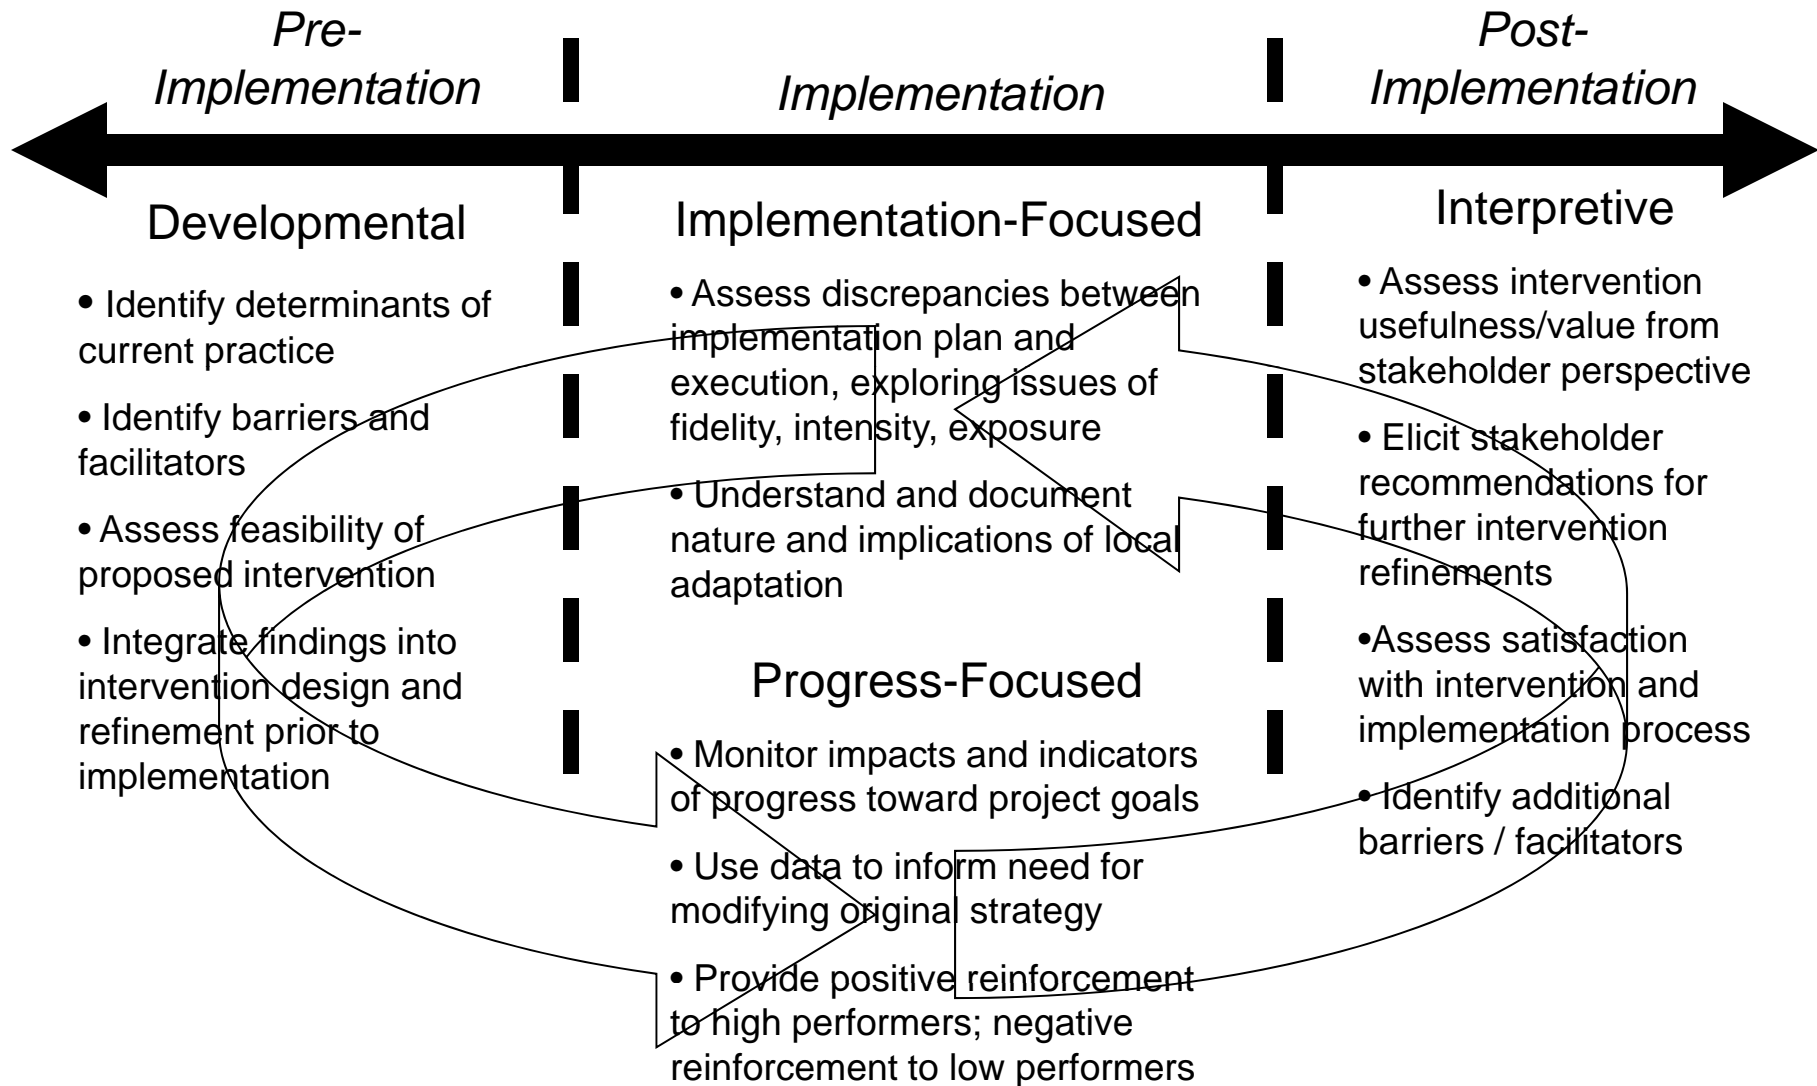 Pre-
Implementation
Implementation
Post-
Implementation
Developmental
• Identify determinants of
current practice
• Identify barriers and
facilitators
• Assess feasibility of
proposed intervention
• Integrate findings into
intervention design and
refinement prior to
implementation
Implementation-Focused
• Assess discrepancies between
implementation plan and
execution, exploring issues of
fidelity, intensity, exposure
• Understand and document
nature and implications of local
adaptation
Progress-Focused
• Monitor impacts and indicators
of progress toward project goals
• Use data to inform need for
modifying original strategy
• Provide positive reinforcement
to high performers; negative
reinforcement to low performers
Interpretive
• Assess intervention
usefulness/value from
stakeholder perspective
• Elicit stakeholder
recommendations for
further intervention
refinements
•Assess satisfaction
with intervention and
implementation process
• Identify additional
barriers / facilitators